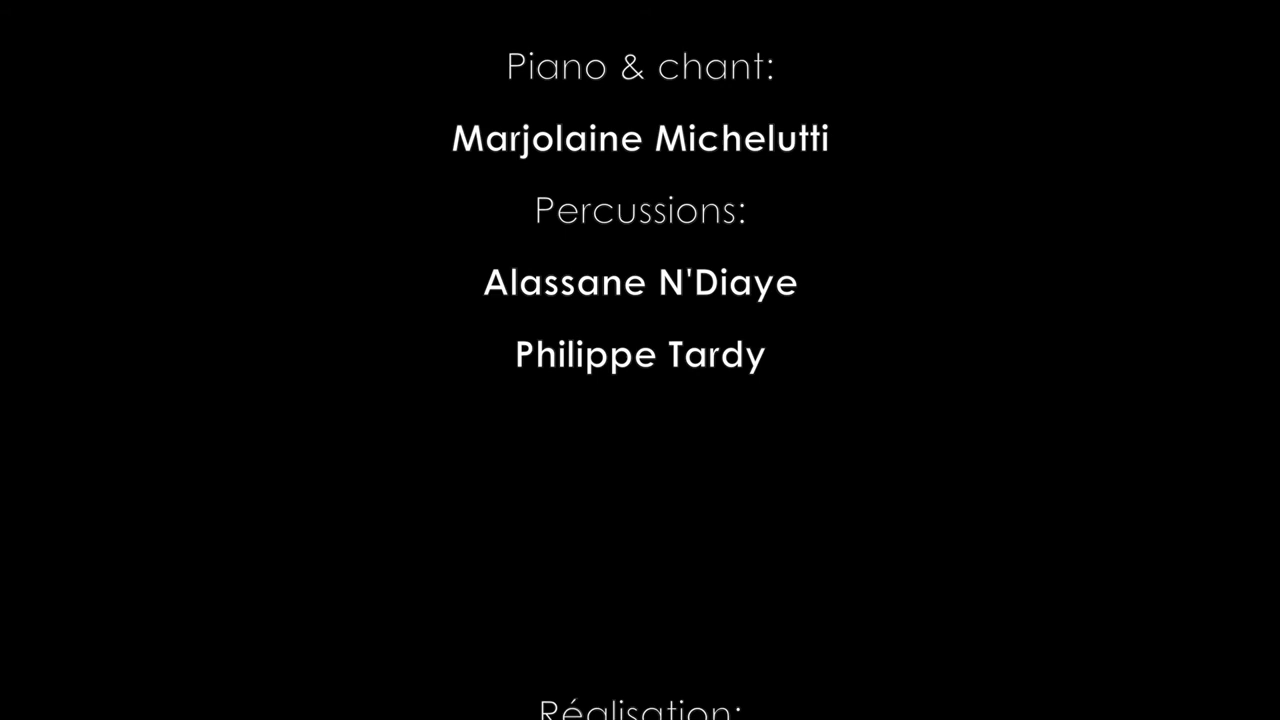 Piano & chant:
Marjolaine Michelutti
Percussions:
Alassane N'Diaye
Philippe Tardy
Réalisation: